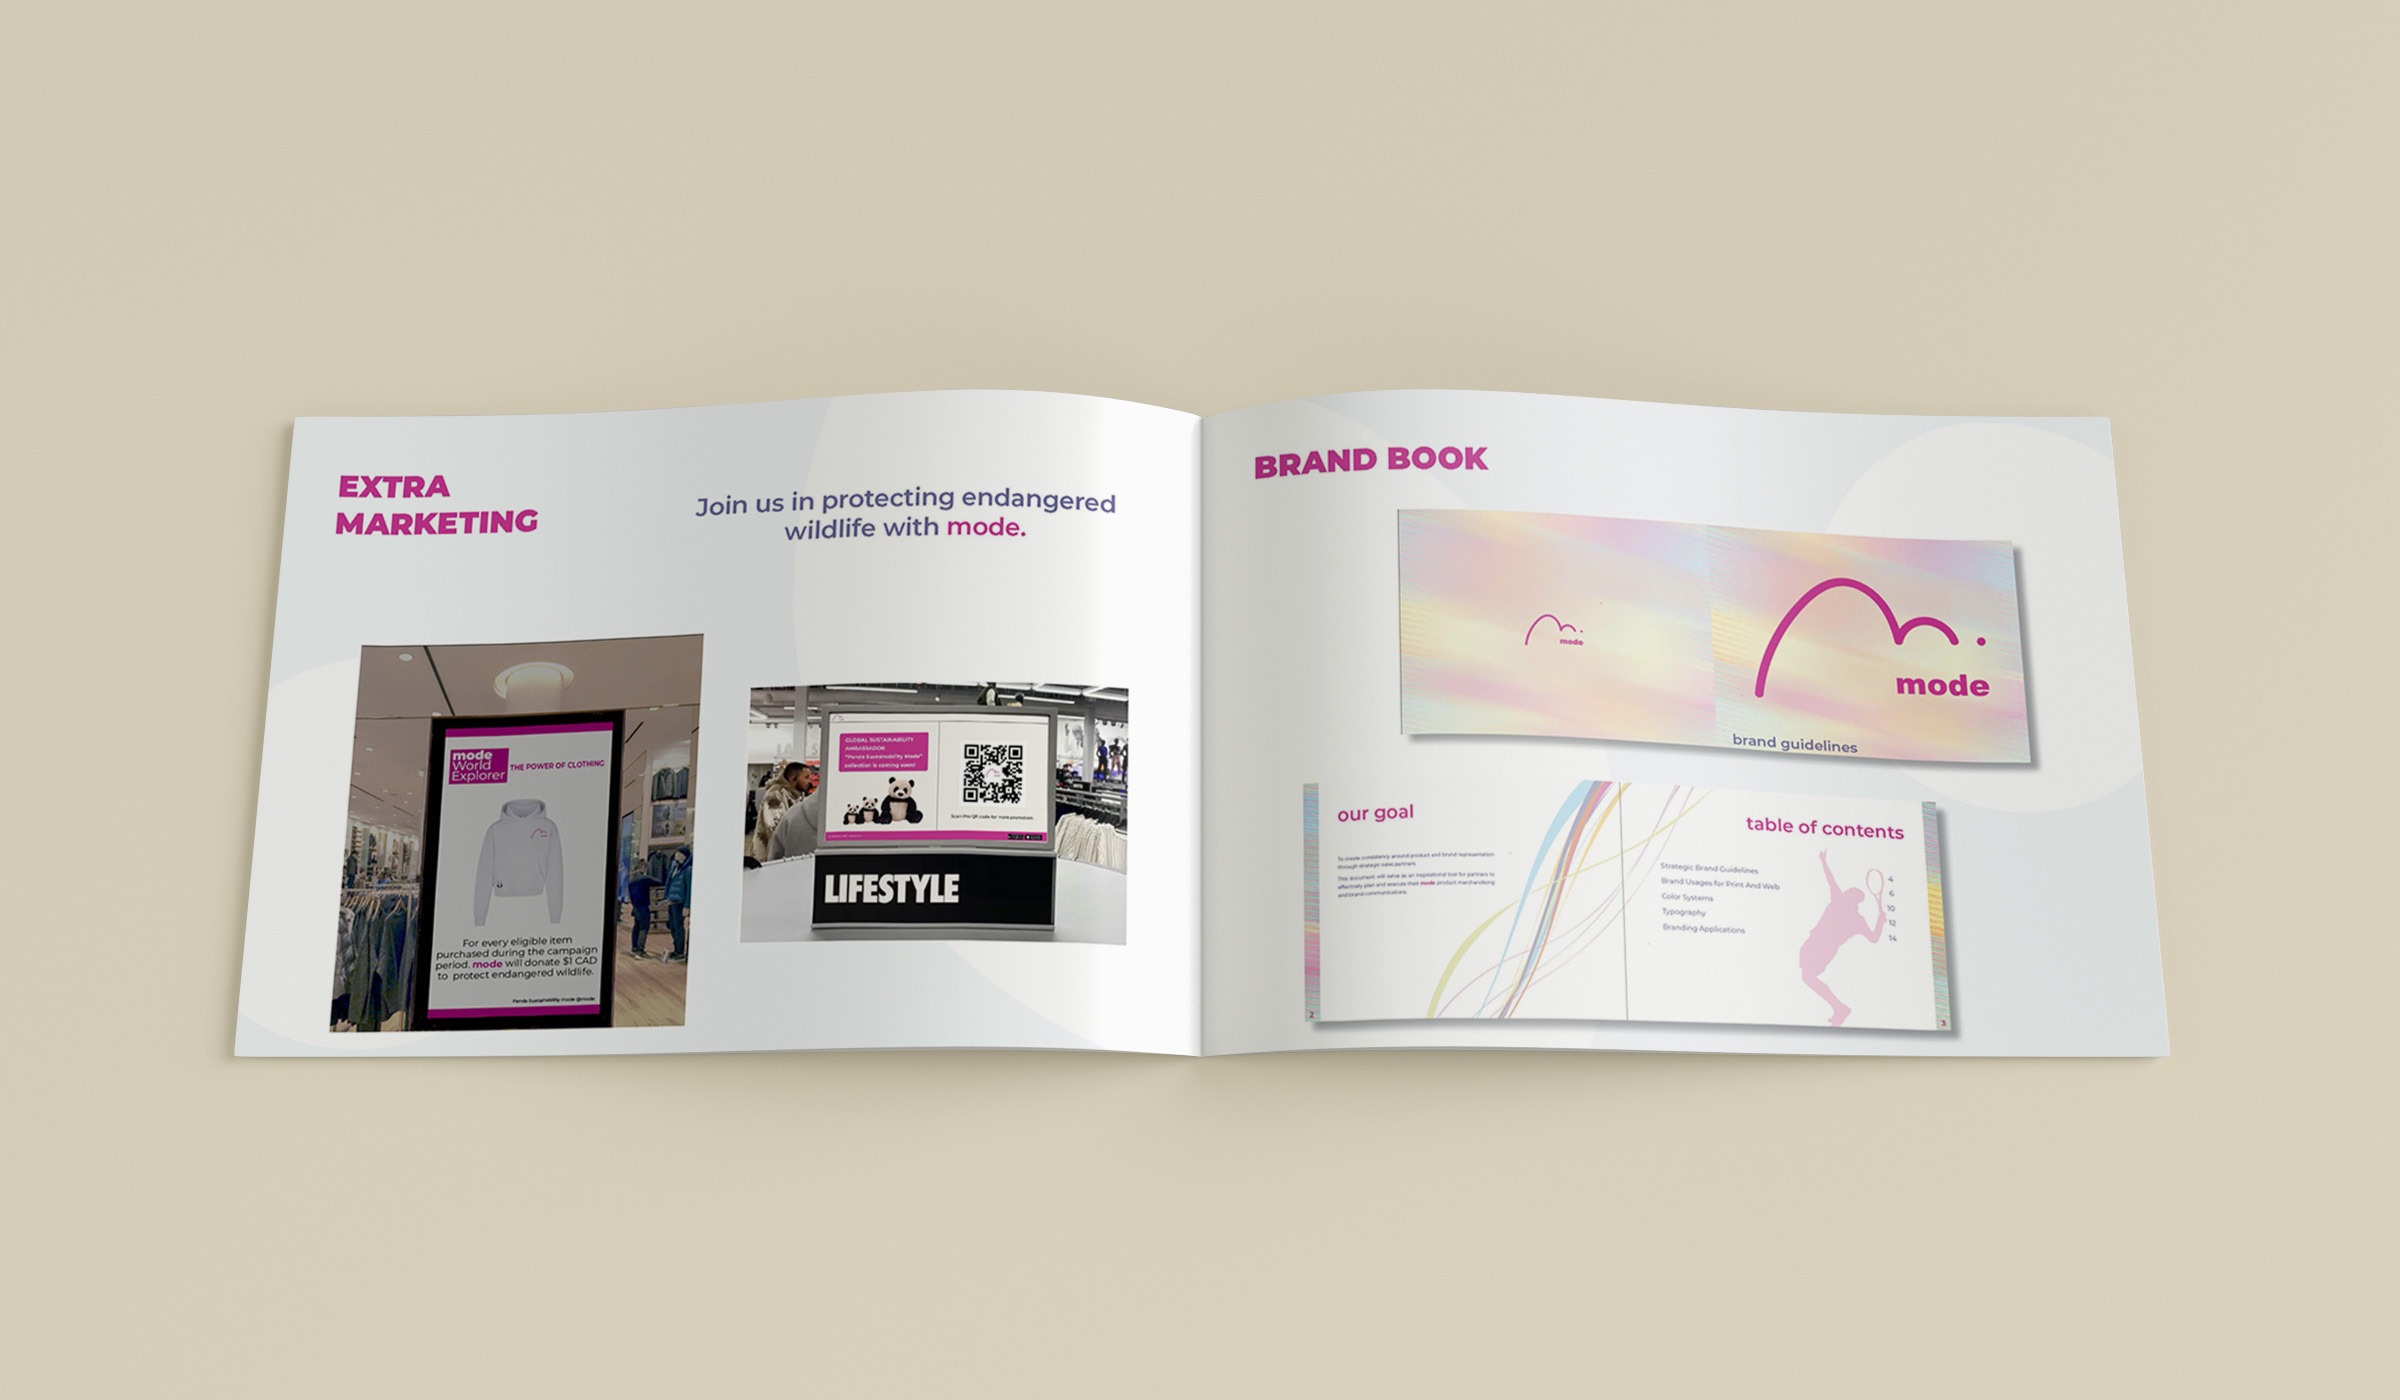 EXTRA
MARKETING
Join us in protecting endangered
wildlife with mode.
mode
World
Explorer
THE POWER OF CLOTHING
For every eligible item
purchased during the campaign
period. mode will donate $1 CAD
to protect endangered wildlife.
Panda Sustainability mode @mode
GLOBAL SUSTAINABILITY
AMBASSADOR
"Panda Sustainability Mode"
collection is coming soon!
Scan this QR code for more promotion.
LIFESTYLE
BRAND BOOK
mode
mode
brand guidelines
our goal
To create consistency around product and brand representation
through strategic sales partners.
This document will serve as an inspirational tool for partners to
effectively plan and execute their mode product merchandising
and brand communications.
2
table of contents
Strategic Brand Guidelines 4
Brand Usages for Print And Web 6
Color Systems 10
Typography 12
Branding Applications 14
3